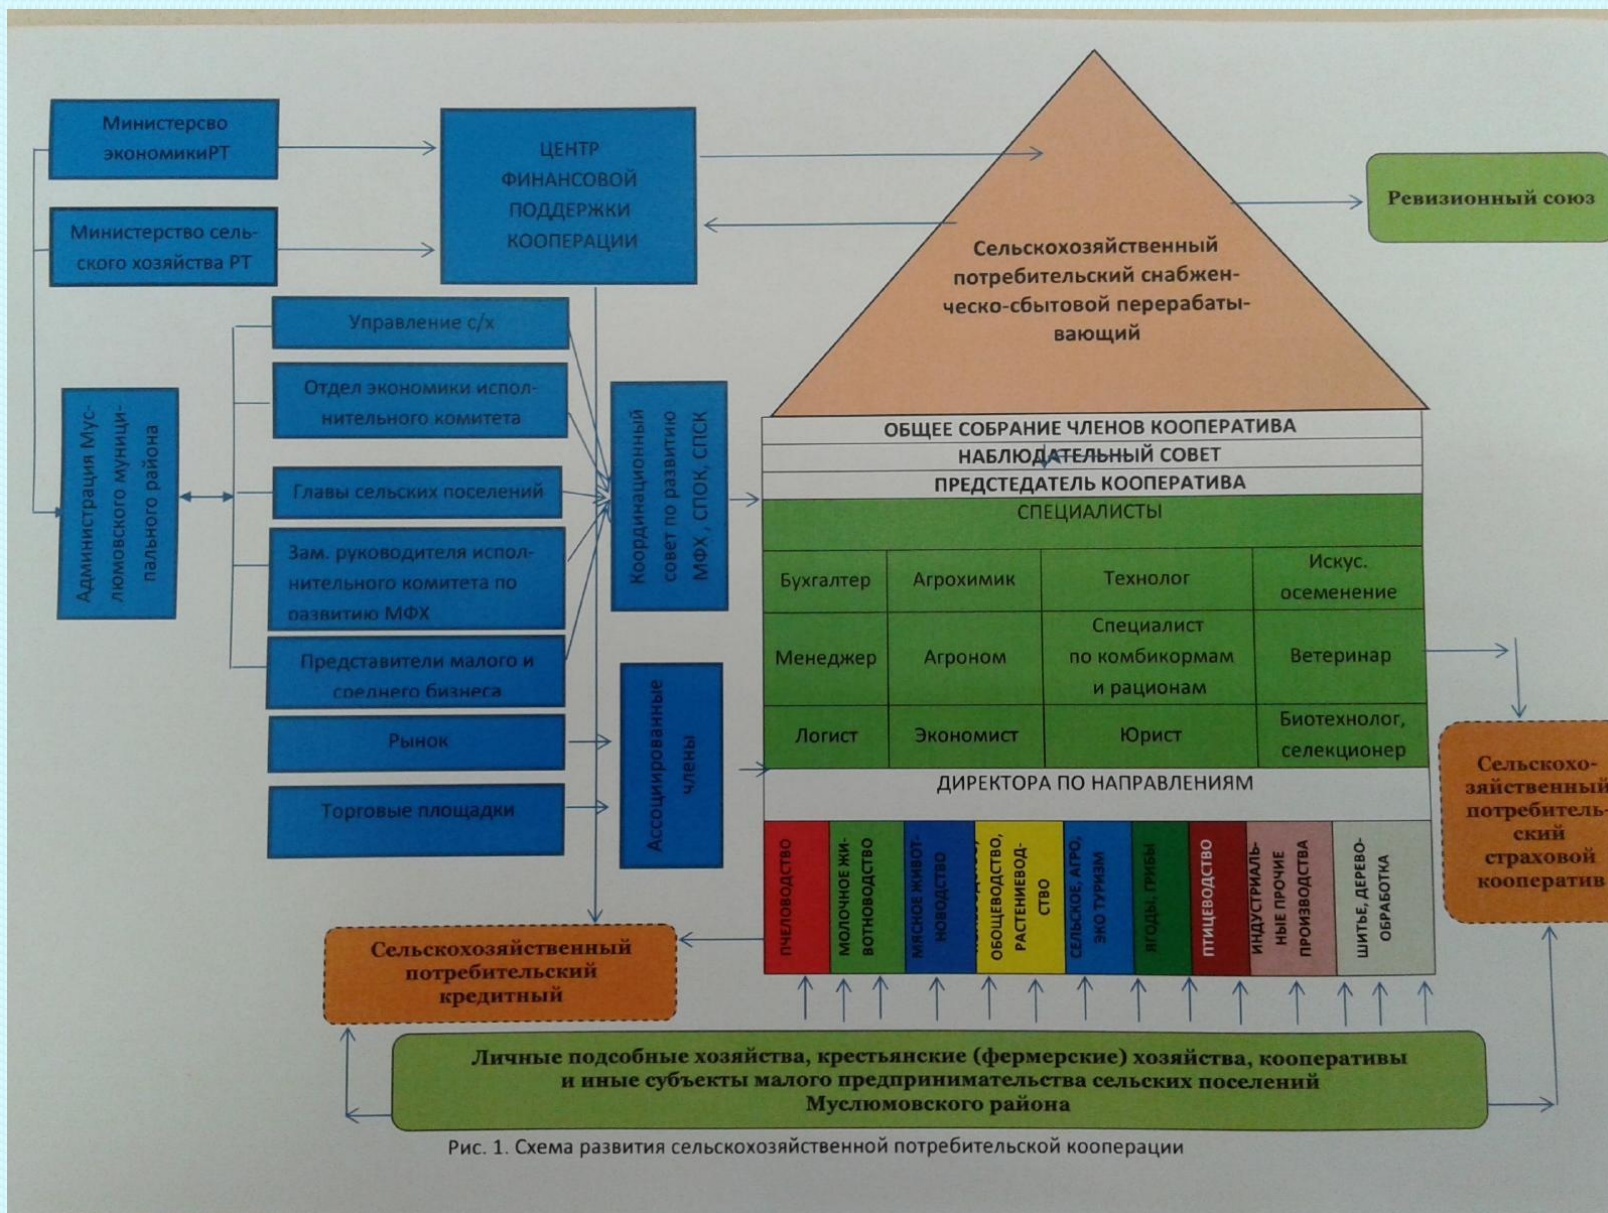 Министерсво
экономикиРТ
Министерство сель-
ского хозяйства РТ
ЦЕНТР
ФИНАНСОВОЙ
ПОДДЕРЖКИ
КООПЕРАЦИИ
Сельскохозяйственный
потребительский снабжен-
ческо-сбытовой перерабаты-
вающий
Ревизионный союз
Администрация Мус-
люмовского муници-
пального района
Управление с/х
Отдел экономики испол-
нительного комитета
Главы сельских поселений
Зам. руководителя испол-
нительного комитета по
развитию МФХ
Представители малого и
среднего бизнеса
Рынок
Торговые площадки
Координационный
совет по развитию
МФХ , СПОК, СПСК
Ассоциированные
члены
ОБЩЕЕ СОБРАНИЕ ЧЛЕНОВ КООПЕРАТИВА
НАБЛЮДАТЕЛЬНЫЙ СОВЕТ
ПРЕДСТЕДАТЕЛЬ КООПЕРАТИВА
СПЕЦИАЛИСТЫ
Бухгалтер
Агрохимик
Технолог
Искус.
осеменение
Менеджер
Агроном
Специалист
по комбикормам
и рационам
Ветеринар
Логист
Экономист
Юрист
Биотехнолог,
селекционер
ДИРЕКТОРА ПО НАПРАВЛЕНИЯМ
ПЧЕЛОВОДСТВО
МОЛОЧНОЕ ЖИ-
ВОТНОВОДСТВО
МЯСНОЕ ЖИВОТ-
НОВОДСТВО
ОБОЩЕВОДСТВО,
РАСТЕНИЕВОД-
СТВО
СЕЛЬСКОЕ, АГРО,
ЭКО ТУРИЗМ
ЯГОДЫ, ГРИБЫ
ПТИЦЕВОДСТВО
ИНДУСТРИАЛЬ-
НЫЕ ПРОЧИЕ
ПРОИЗВОДСТВА
ШИТЬЕ, ДЕРЕВО-
ОБРАБОТКА
Сельскохо-
зяйственный
потребитель-
ский
страховой
кооператив
Сельскохозяйственный
потребительский
кредитный
Личные подсобные хозяйства, крестьянские (фермерские) хозяйства, кооперативы
и иные субъекты малого предпринимательства сельских поселений
Муслюмовского района
Рис. 1. Схема развития сельскохозяйственной потребительской кооперации